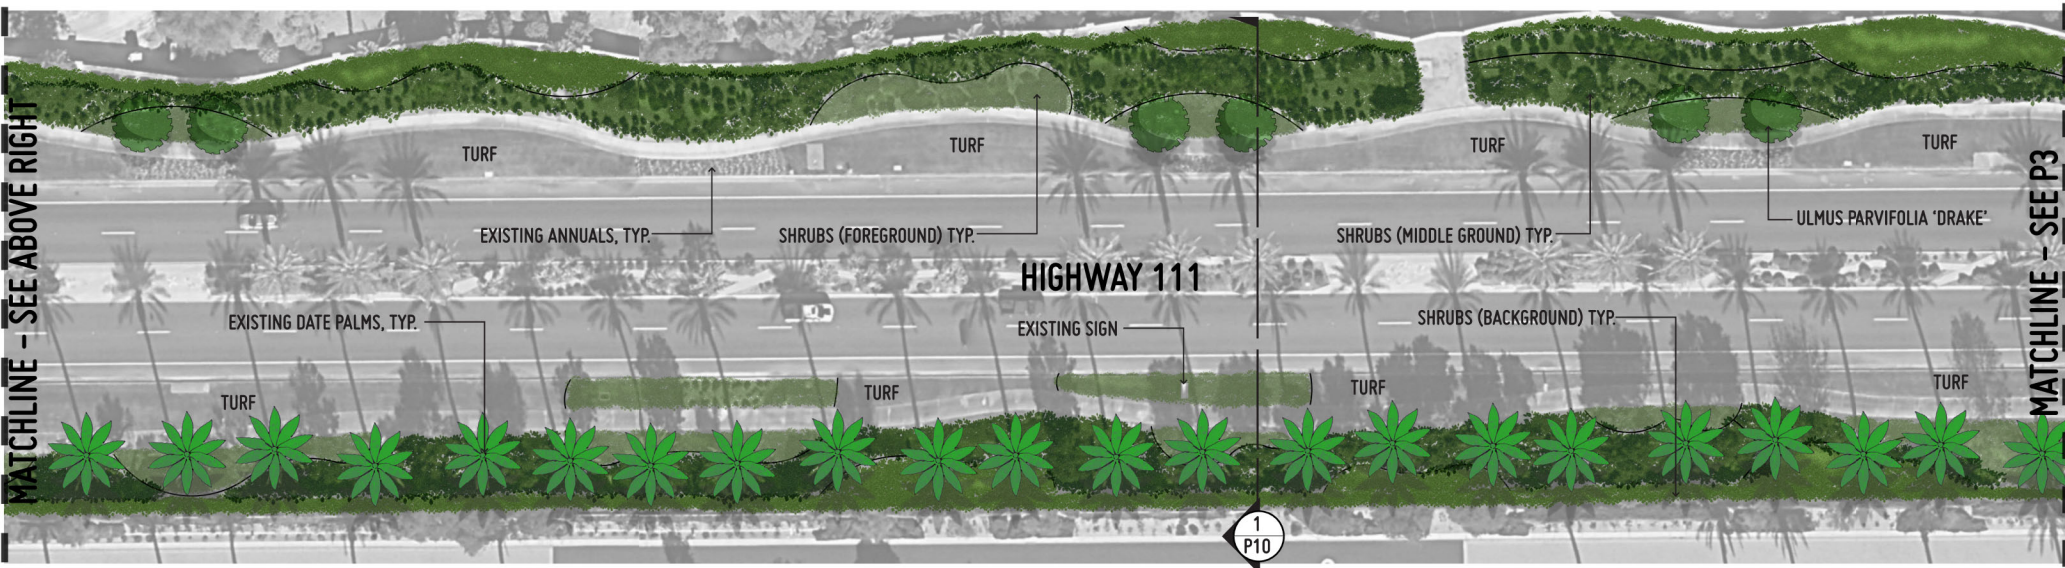 MATCHLINE - SEE ABOVE RIGHT
TURF
TURF
TURF
TURF
EXISTING ANNUALS, TYP.
SHRUBS (FOREGROUND) TYP.
SHRUBS (MIDDLE GROUND) TYP.
ULMUS PARVIFOLIA 'DRAKE'
HIGHWAY 111
EXISTING DATE PALMS, TYP.
EXISTING SIGN
SHRUBS (BACKGROUND) TYP.
TURF
TURF
TURF
TURF
MATCHLINE - SEE P3
1
P10